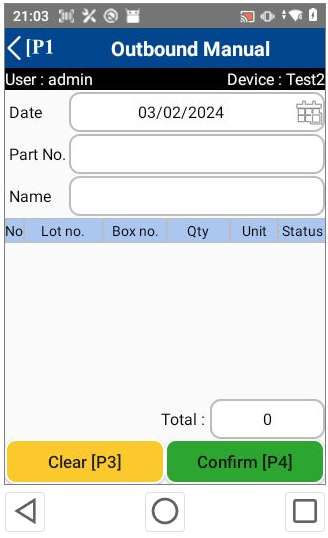 21:03
[P1 Outbound Manual
User : admin Device : Test2
Date 03/02/2024
Part No.
Name
No Lot no. Box no. Qty Unit Status
Total : 0
Clear [P3] Confirm [P4]